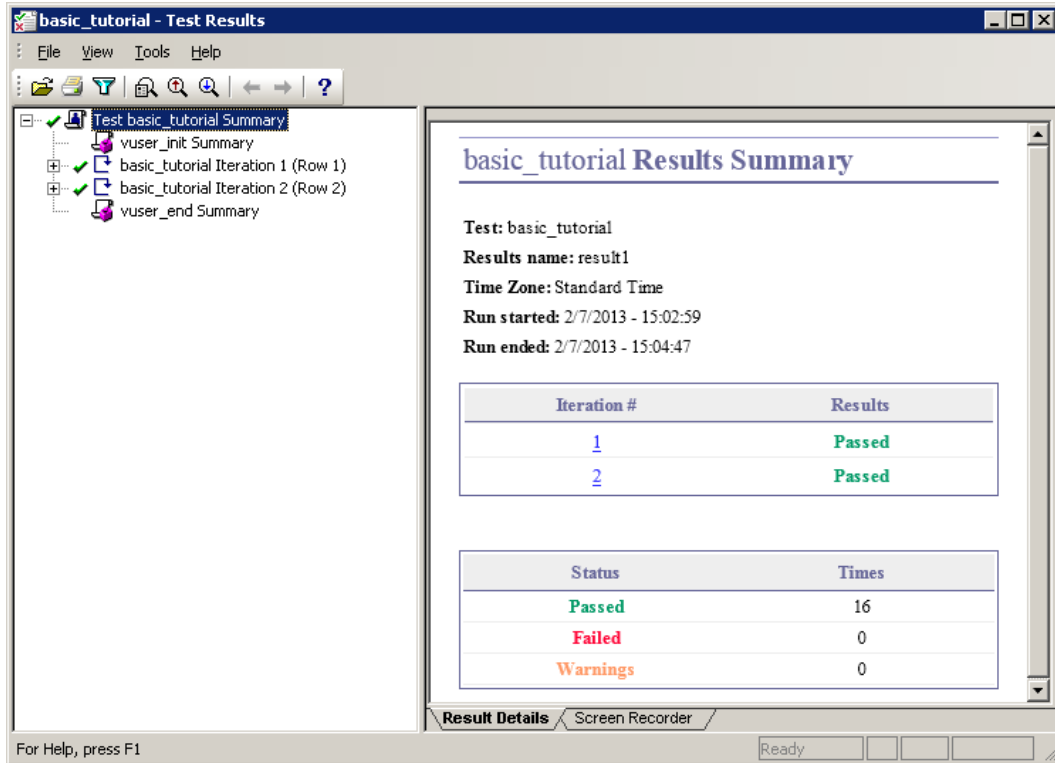 basic_tutorial - Test Results
File View Tools Help
?
Test basic_tutorial Summary
vuser_init Summary
basic_tutorial Iteration 1 (Row 1)
basic_tutorial Iteration 2 (Row 2)
vuser_end Summary
basic_tutorial Results Summary
Test: basic_tutorial
Results name: result1
Time Zone: Standard Time
Run started: 2/7/2013 - 15:02:59
Run ended: 2/7/2013 - 15:04:47
Iteration # Results
1 Passed
2 Passed
Status Times
Passed 16
Failed 0
Warnings 0
Result Details Screen Recorder
For Help, press F1 Ready